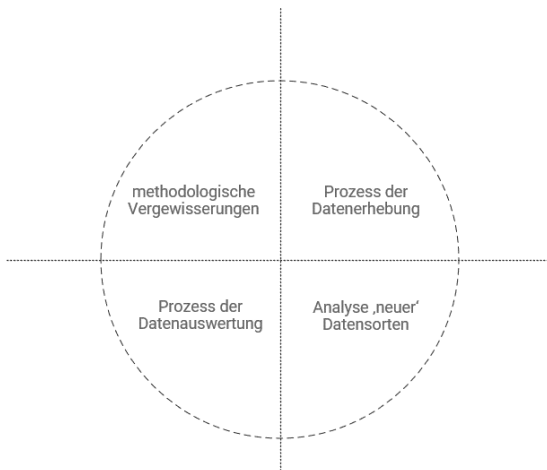 methodologische
Vergewisserungen
Prozess der
Datenerhebung
Prozess der
Datenauswertung
Analyse ‚neuer‘
Datensorten